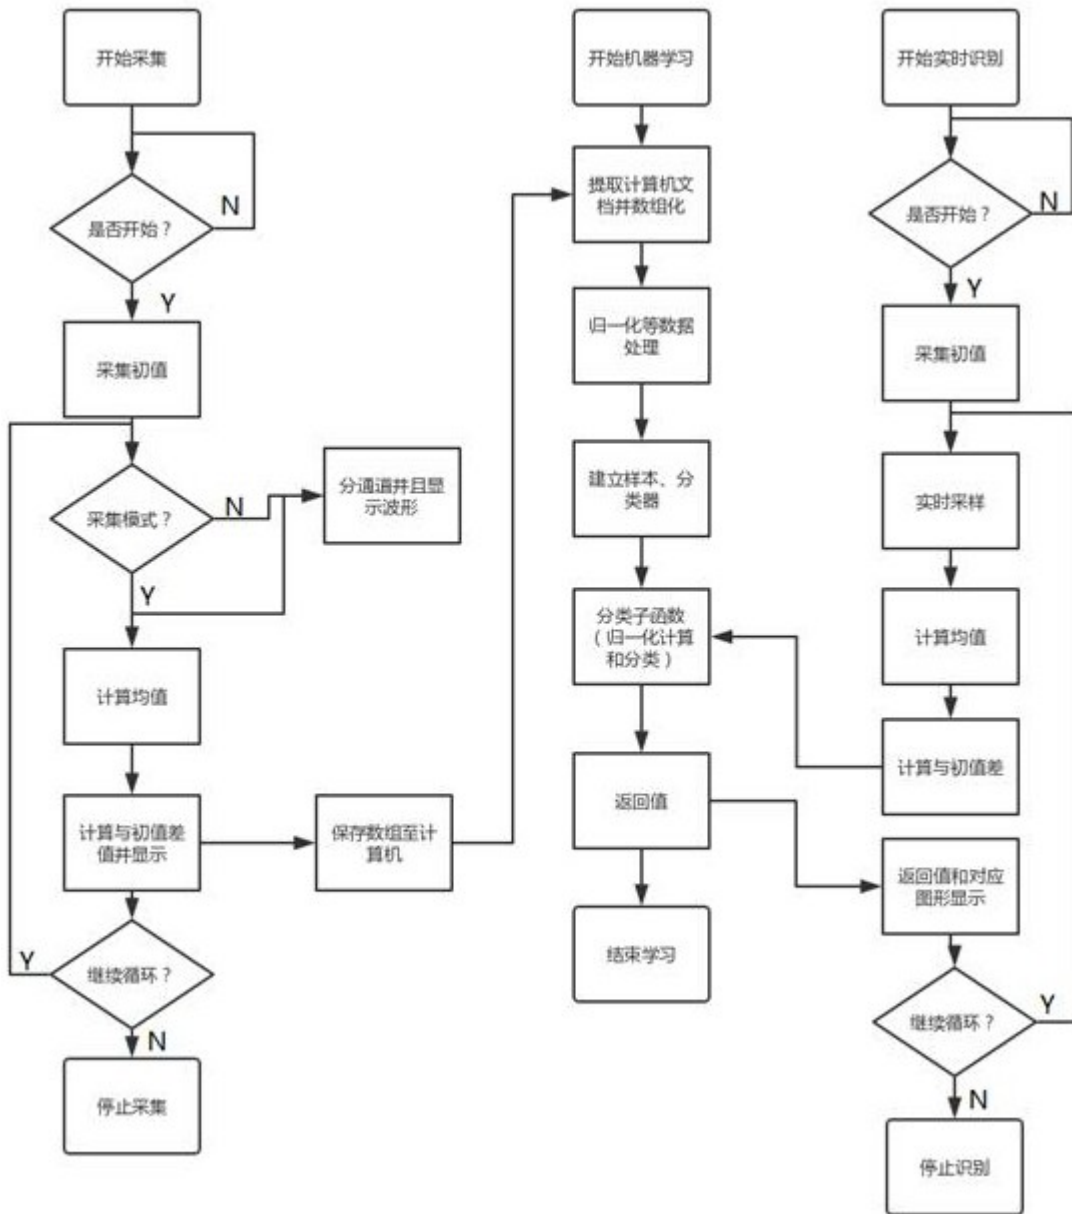 开始采集
是否开始？
N
Y
采集初值
采集模式？
N
Y
分通道并且显
示波形
计算均值
计算与初值差
值并显示
保存数组至计
算机
继续循环？
Y
N
停止采集
开始机器学习
提取计算机文
档并数组化
归一化等数据
处理
建立样本、分
类器
分类子函数
（归一化计算
和分类）
返回值
结束学习
开始实时识别
是否开始？
N
Y
采集初值
实时采样
计算均值
计算与初值差
返回值和对应
图形显示
继续循环？
Y
N
停止识别